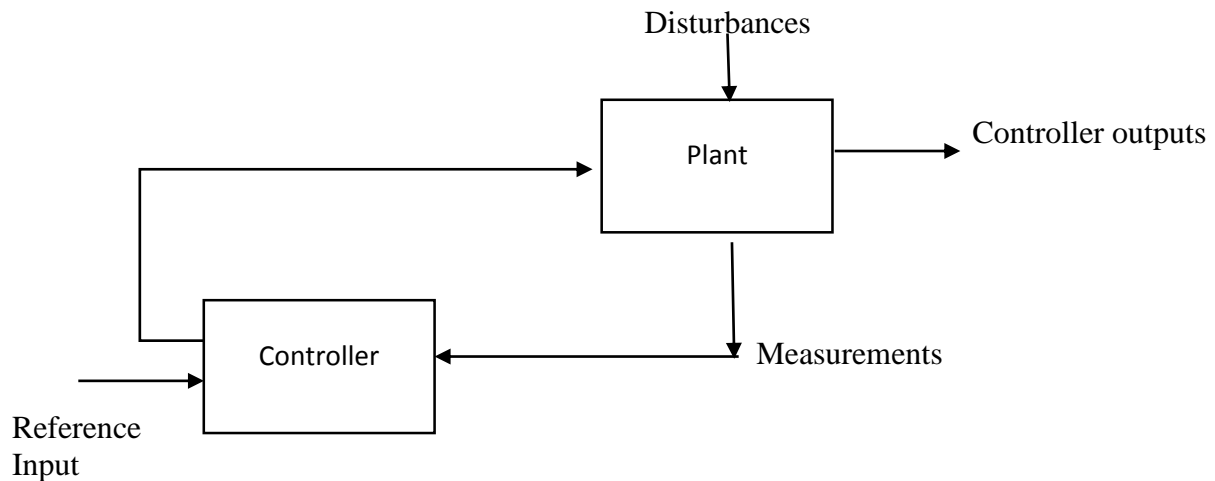 Disturbances
Plant
Controller outputs
Controller
Measurements
Reference
Input